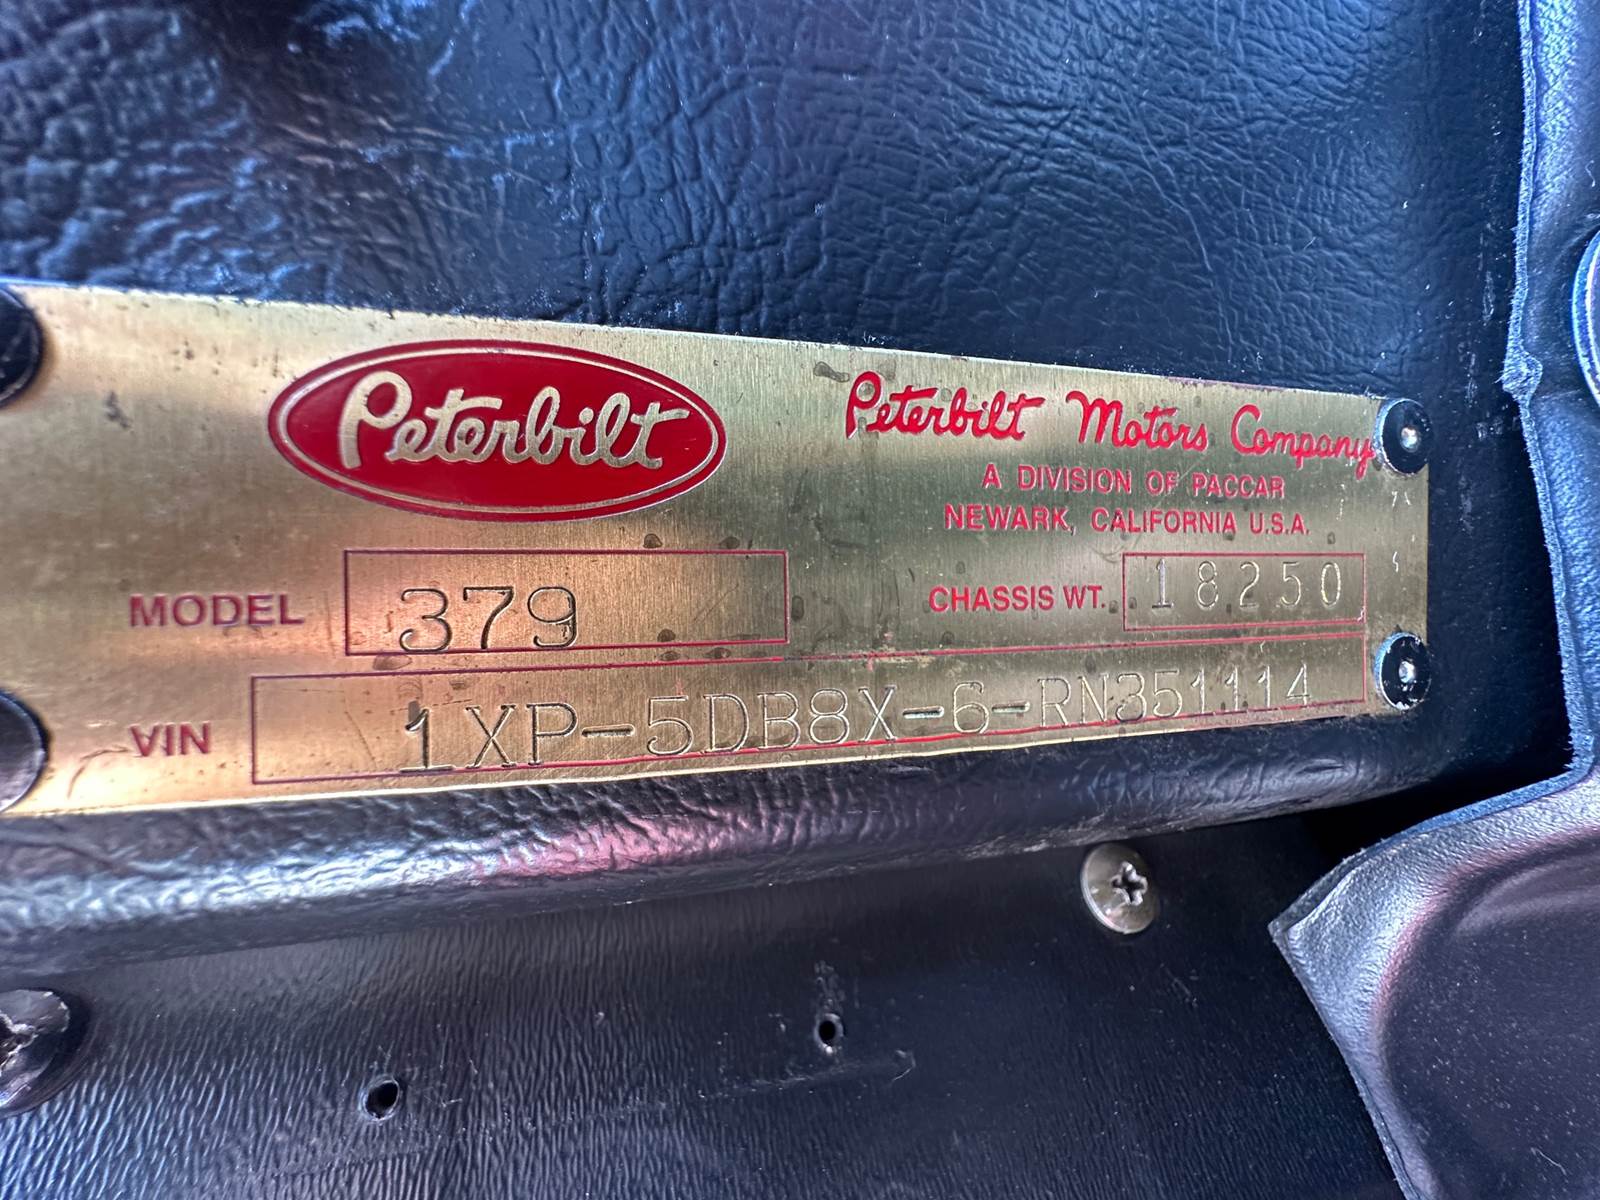 Peterbilt
Peterbilt Motors Company
A DIVISION OF PACCAR
NEWARK, CALIFORNIA U.S.A.
MODEL 379
CHASSIS WT. 18250
VIN 1XP-5DB8X-6-RN351114